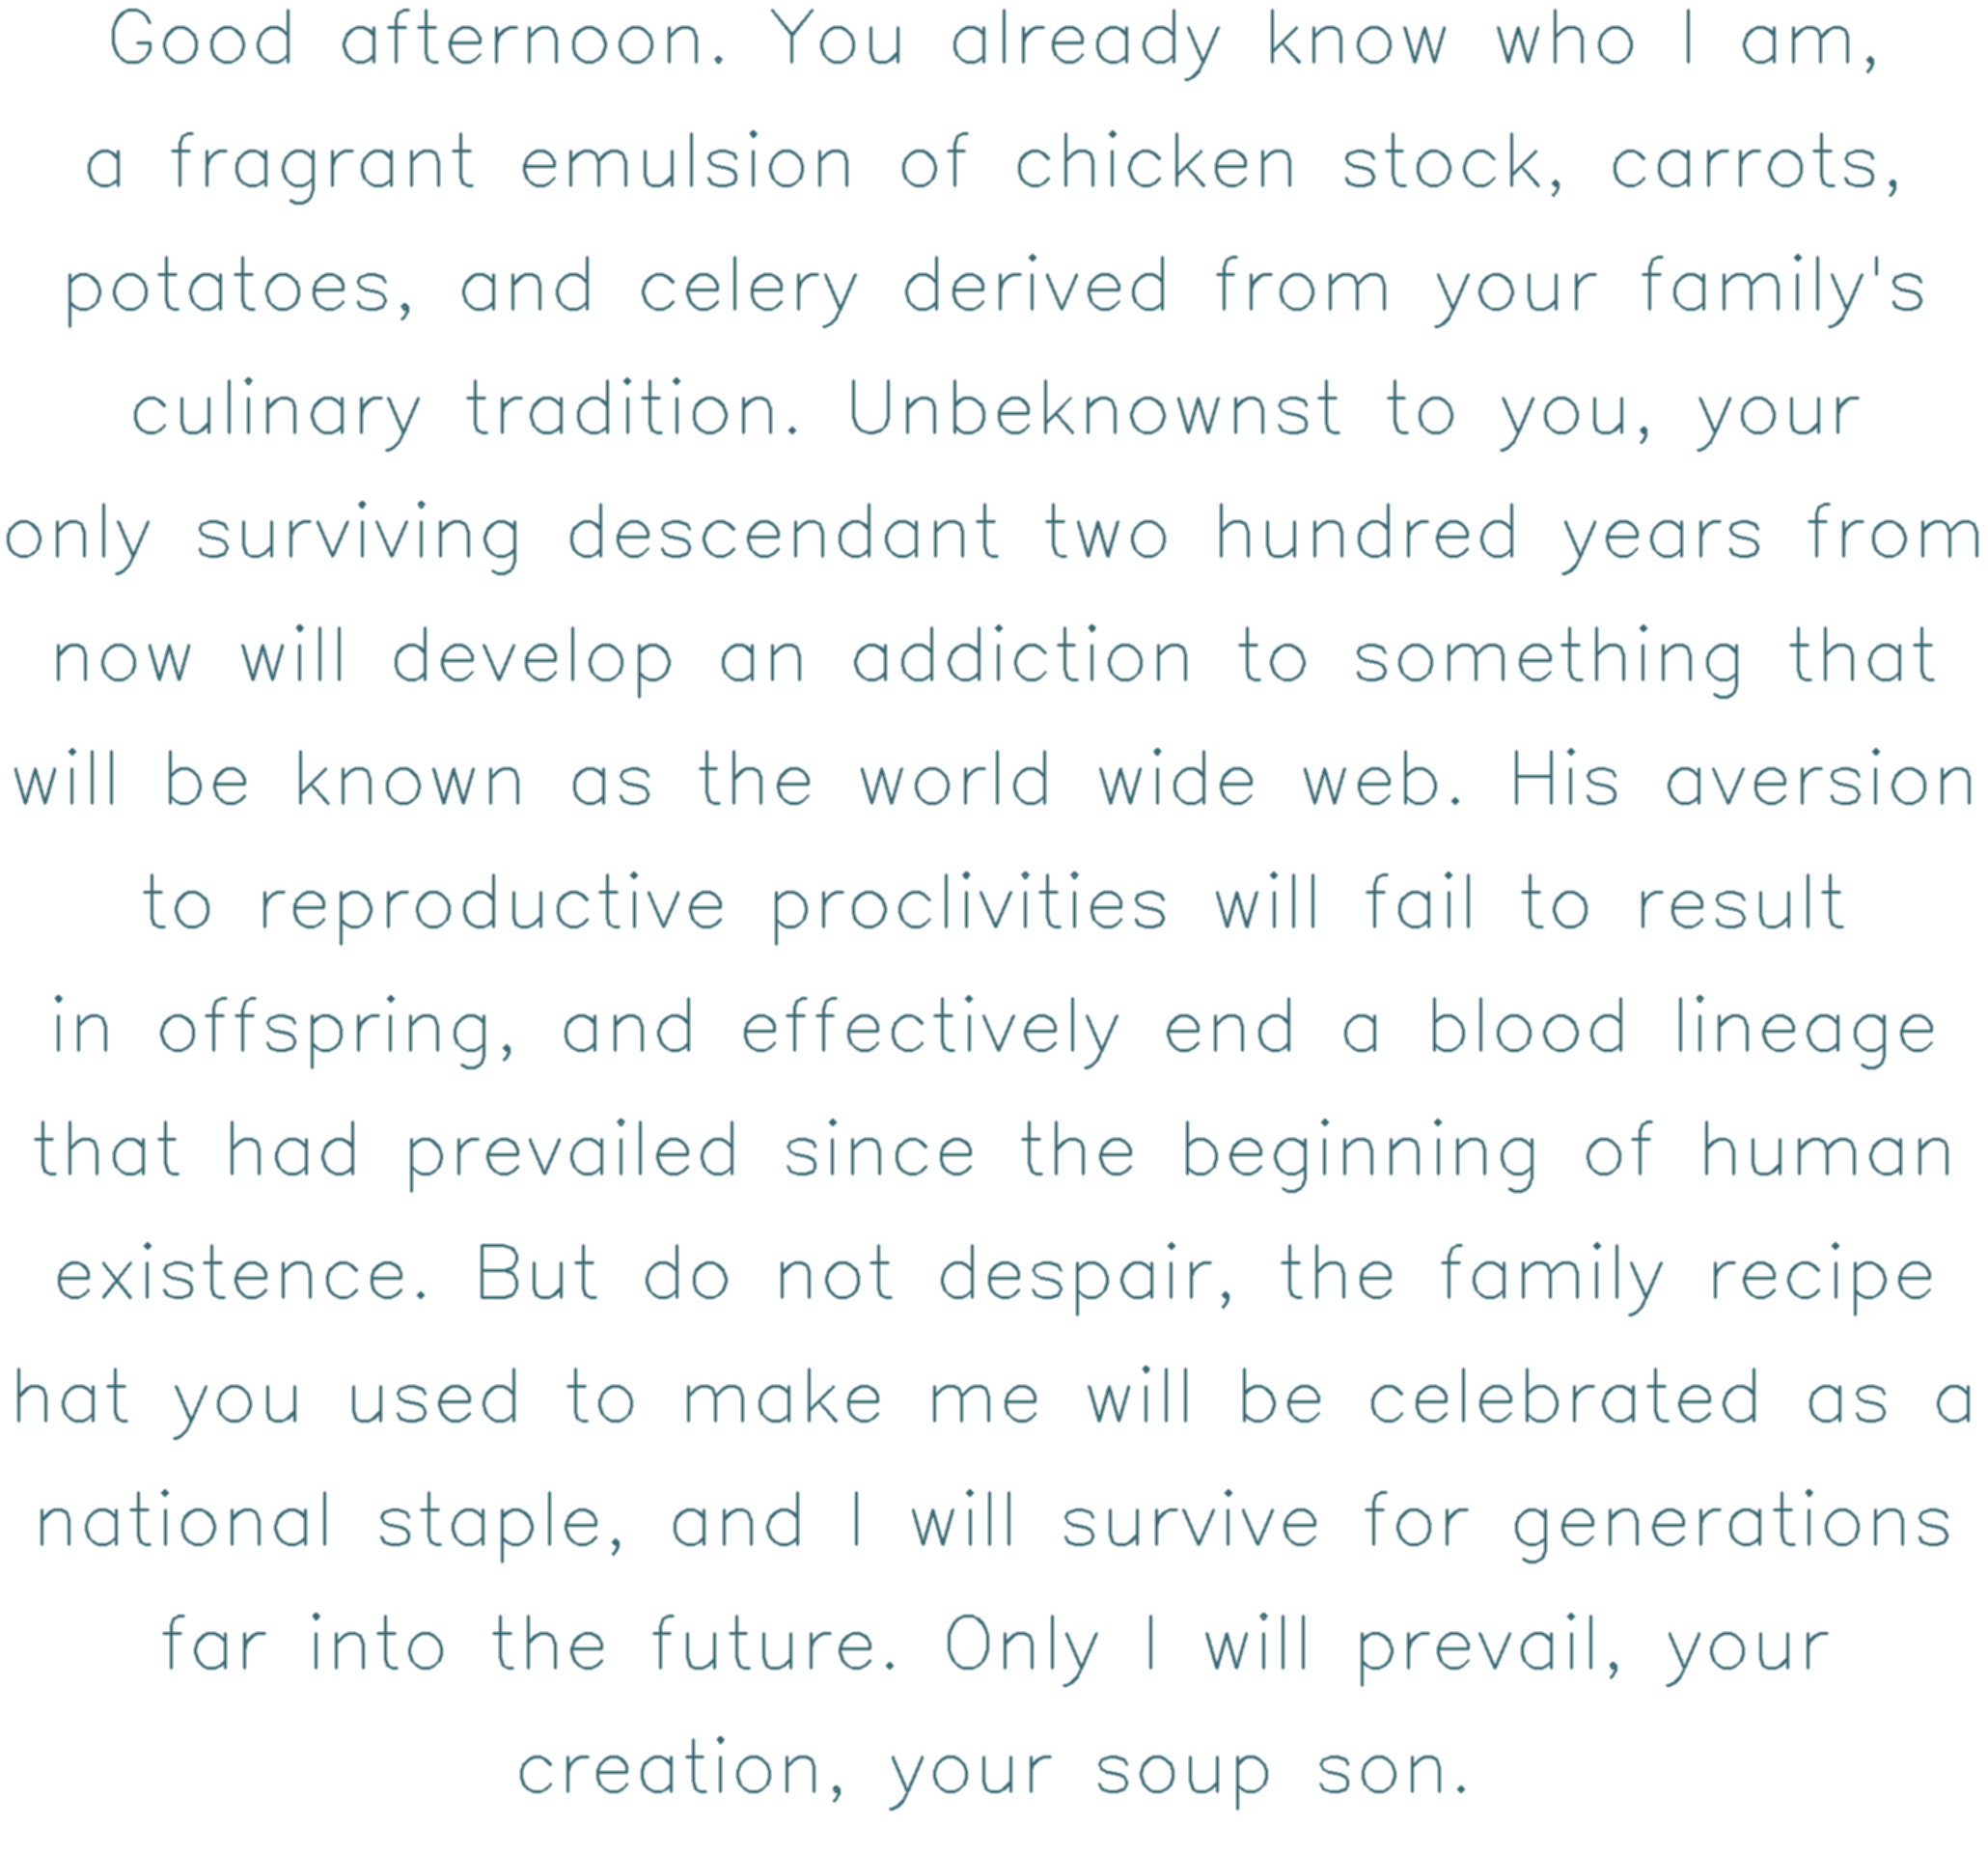 Good afternoon. You already know who I am,
a fragrant emulsion of chicken stock, carrots,
potatoes, and celery derived from your family's
culinary tradition. Unbeknownst to you, your
only surviving descendant two hundred years from
now will develop an addiction to something that
will be known as the world wide web. His aversion
to reproductive proclivities will fail to result
in offspring, and effectively end a blood lineage
that had prevailed since the beginning of human
existence. But do not despair, the family recipe
hat you used to make me will be celebrated as a
national staple, and I will survive for generations
far into the future. Only I will prevail, your
creation, your soup son.